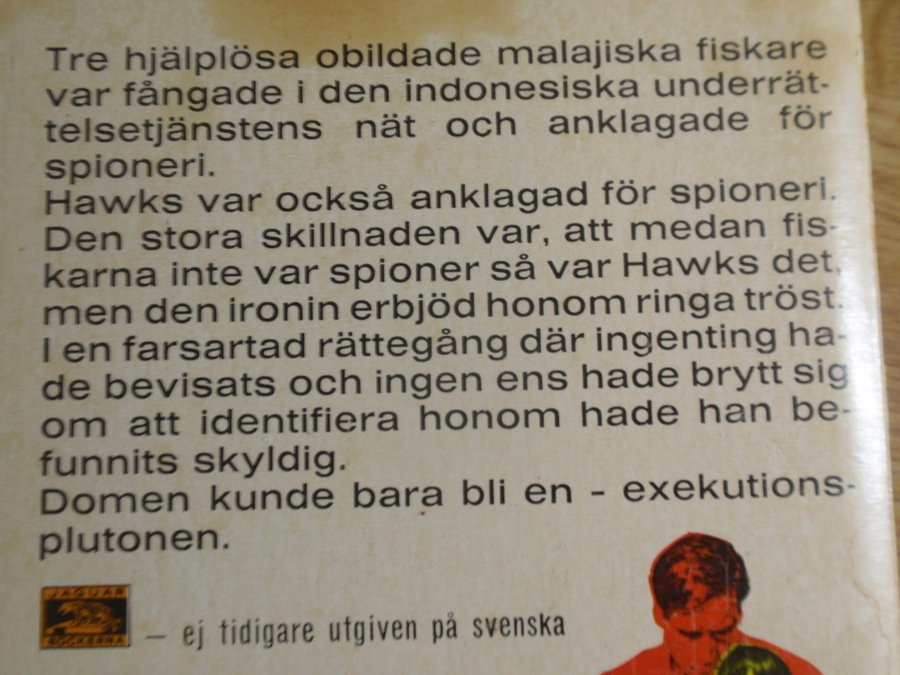 Tre hjälplösa obildade malajiska fiskare
var fångade i den indonesiska underrät-
telsetjänstens nät och anklagade för
spioneri.
Hawks var också anklagad för spioneri.
Den stora skillnaden var, att medan fis-
karna inte var spioner så var Hawks det,
men den ironin erbjöd honom ringa tröst.
I en farsartad rättegång där ingenting ha-
de bevisats och ingen ens hade brytt sig
om att identifiera honom hade han be-
funnits skyldig.
Domen kunde bara bli en - exekutions-
plutonen.
JAGUAR
BÖCKERNA
– ej tidigare utgiven på svenska